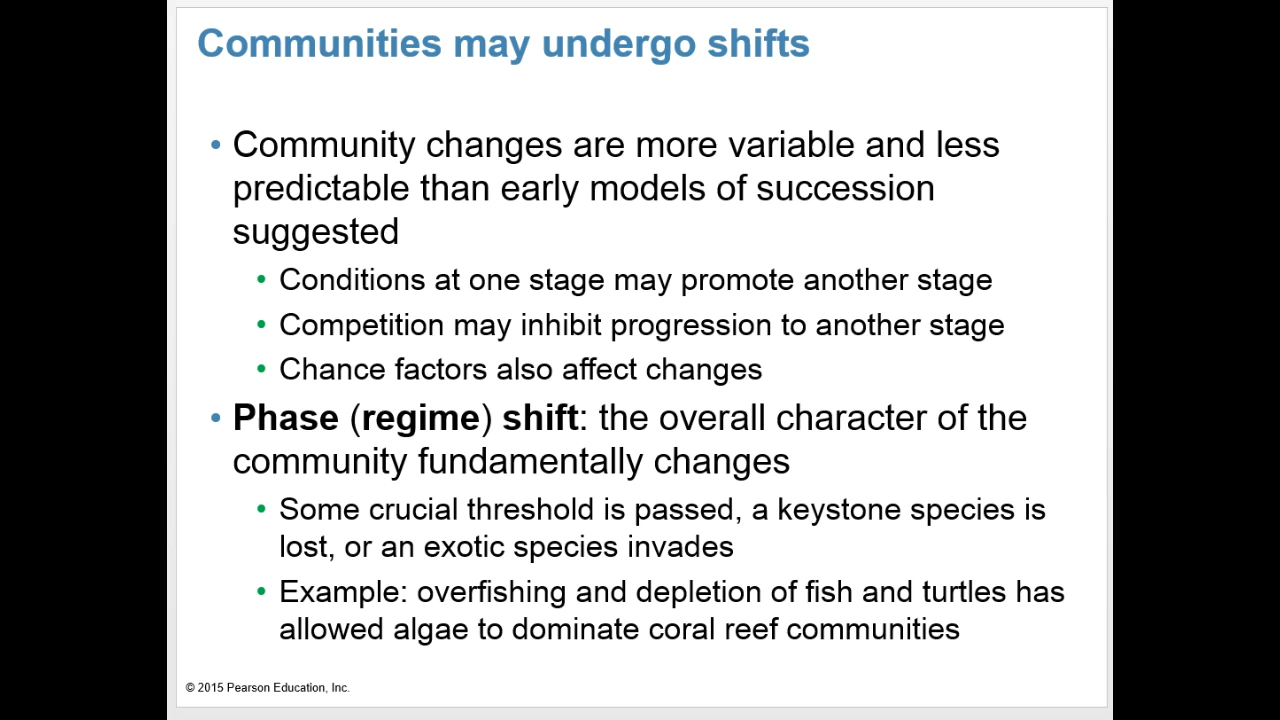 Communities may undergo shifts
• Community changes are more variable and less
predictable than early models of succession
suggested
• Conditions at one stage may promote another stage
• Competition may inhibit progression to another stage
• Chance factors also affect changes
• Phase (regime) shift: the overall character of the
community fundamentally changes
• Some crucial threshold is passed, a keystone species is
lost, or an exotic species invades
• Example: overfishing and depletion of fish and turtles has
allowed algae to dominate coral reef communities
© 2015 Pearson Education, Inc.